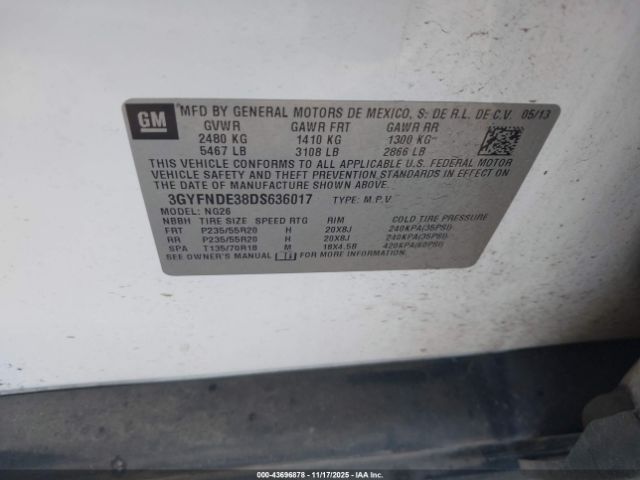 GM
MFD BY GENERAL MOTORS DE MEXICO, S: DE R.L. DE C.V. 05/13
GVWR GAWR FRT GAWR RR
2480 KG 1410 KG 1300 KG
5467 LB 3108 LB 2866 LB
THIS VEHICLE CONFORMS TO ALL APPLICABLE U.S. FEDERAL MOTOR
VEHICLE SAFETY AND THEFT PREVENTION STANDARDS IN EFFECT ON
THE DATE OF MANUFACTURE SHOWN ABOVE.
3GYFNDE38DS636017 TYPE: M.P.V
MODEL: NG26
NBBH TIRE SIZE SPEED RTG RIM COLD TIRE PRESSURE
FRT P235/55R20 H 20X8J 240KPA(35PSI)
RR P235/55R20 H 20X8J 240KPA(35PSI)
SPA T135/70R18 M 18X4.5B 420KPA(60PSI)
SEE OWNER'S MANUAL FOR MORE INFORMATION.
000-43696878 - 11/17/2025 - IAA Inc.